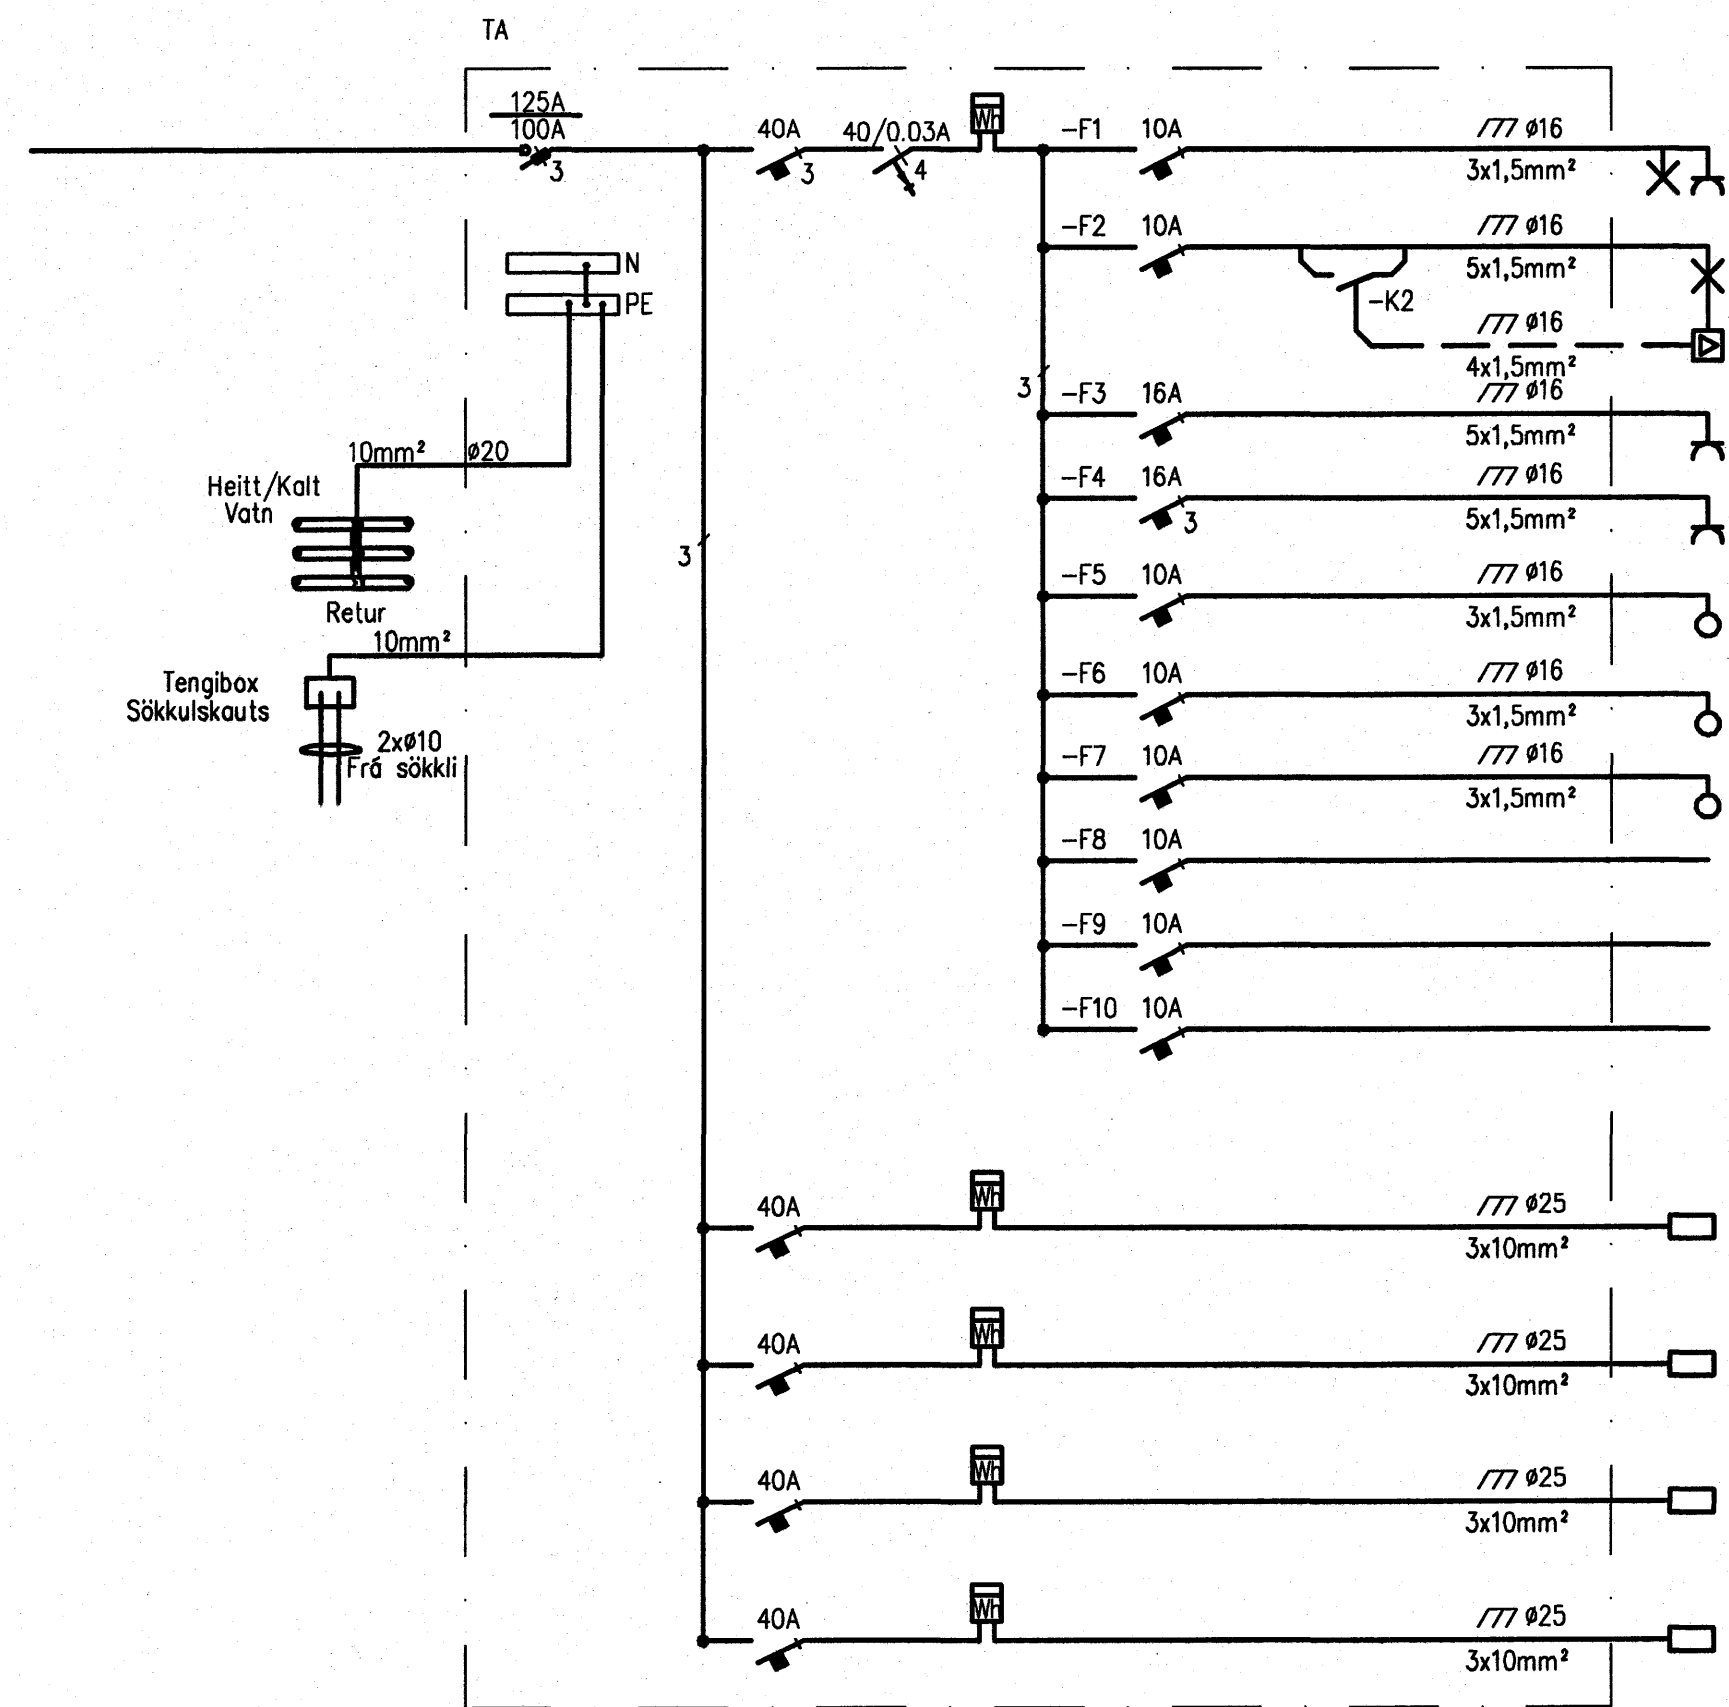 TA
125A
100A
3
40A
3
40/0.03A
4
Wh
-F1 10A ø16
3x1,5mm²
-F2 10A ø16
5x1,5mm²
-K2
ø16
4x1,5mm²
N
PE
3
-F3 16A ø16
5x1,5mm²
10mm² ø20
Heitt/Kalt
Vatn
-F4 16A ø16
3
5x1,5mm²
3
-F5 10A ø16
3x1,5mm²
Retur
10mm²
Tengibox
Sökkulskauts
2xø10
Frá sökkli
-F6 10A ø16
3x1,5mm²
-F7 10A ø16
3x1,5mm²
-F8 10A
-F9 10A
-F10 10A
40A Wh ø25
3x10mm²
40A Wh ø25
3x10mm²
40A Wh ø25
3x10mm²
40A Wh ø25
3x10mm²